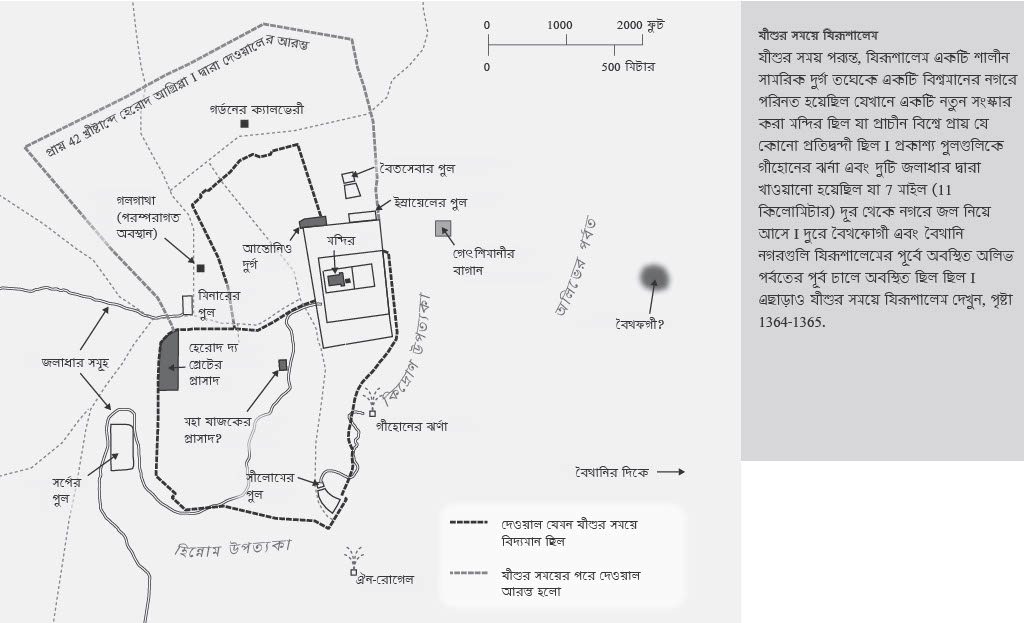 0 1000 2000 ফুট
0 500 মিটার
প্রায় 42 খ্রীষ্টাব্দে হেরোদ আগ্রিপ্পা I দ্বারা দেওয়ালের আরম্ভ
গর্ডনের ক্যালভেরী
বৈতসেবার পুল
গলগাথা
(পরম্পরাগত
অবস্থান)
ইস্রায়েলের পুল
আন্তোনিও
দুর্গ
মন্দির
গেৎশিমানীর
বাগান
অলিভের পর্বত
মিনারের
পুল
বৈথফগী?
কিদ্রোণ উপত্যকা
জলাধার সমূহ
হেরোদ দ্য
গ্রেটের
প্রাসাদ
মহা যাজকের
প্রাসাদ?
গীহোনের ঝর্ণা
সর্পের
পুল
সীলোমের
পুল
বৈথানির দিকে
হিন্নোম উপত্যকা
ঐন-রোগেল
দেওয়াল যেমন যীশুর সময়ে
বিদ্যমান ছিল
যীশুর সময়ের পরে দেওয়াল
আরম্ভ হলো
যীশুর সময়ে যিরূশালেম
যীশুর সময় পর্যন্ত, যিরূশালেম একটি শালীন
সামরিক দুর্গ তঘেকে একটি বিশ্বমানের নগরে
পরিনত হয়েছিল যেখানে একটি নতুন সংস্কার
করা মন্দির ছিল যা প্রাচীন বিশ্বে প্রায় যে
কোনো প্রতিদ্বন্দী ছিল I প্রকাশ্য পুলগুলিকে
গীহোনের ঝর্না এবং দুটি জলাধার দ্বারা
খাওয়ানো হয়েছিল যা 7 মাইল (11
কিলোমিটার) দূর থেকে নগরে জল নিয়ে
আসে I দুরে বৈথফোগী এবং বৈথানি
নগরগুলি যিরূশালেমের পূর্বে অবস্থিত অলিভ
পর্বতের পূর্ব ঢালে অবস্থিত ছিল ছিল I
এছাড়াও যীশুর সময়ে যিরূশালেম দেখুন, পৃষ্টা
1364-1365.